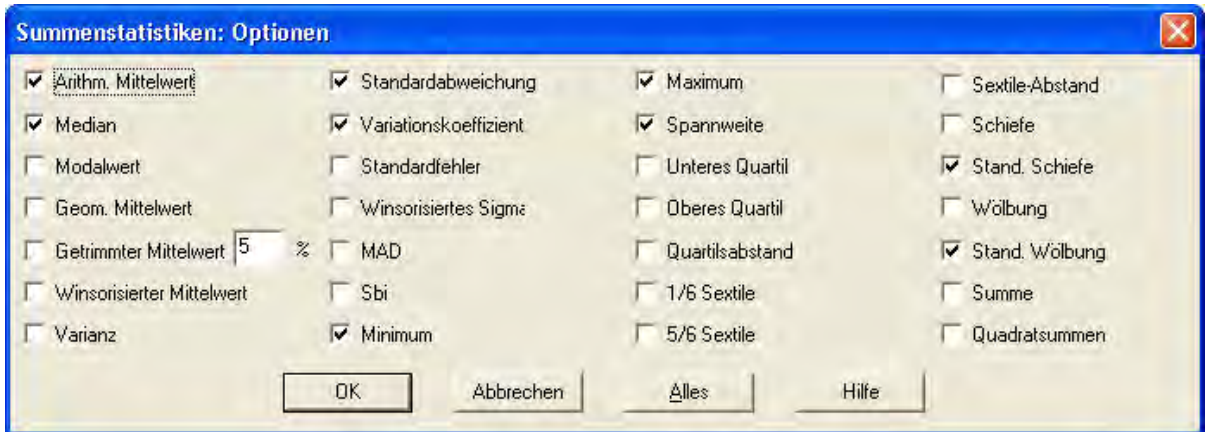 Summenstatistiken: Optionen
Arithm. Mittelwert
Median
Modalwert
Geom. Mittelwert
Getrimmter Mittelwert 5 %
Winsorisierter Mittelwert
Varianz
Standardabweichung
Variationskoeffizient
Standardfehler
Winsorisiertes Sigma
MAD
Sbi
Minimum
Maximum
Spannweite
Unteres Quartil
Oberes Quartil
Quartilsabstand
1/6 Sextile
5/6 Sextile
Sextile-Abstand
Schiefe
Stand. Schiefe
Wölbung
Stand. Wölbung
Summe
Quadratsummen
OK
Abbrechen
Alles
Hilfe